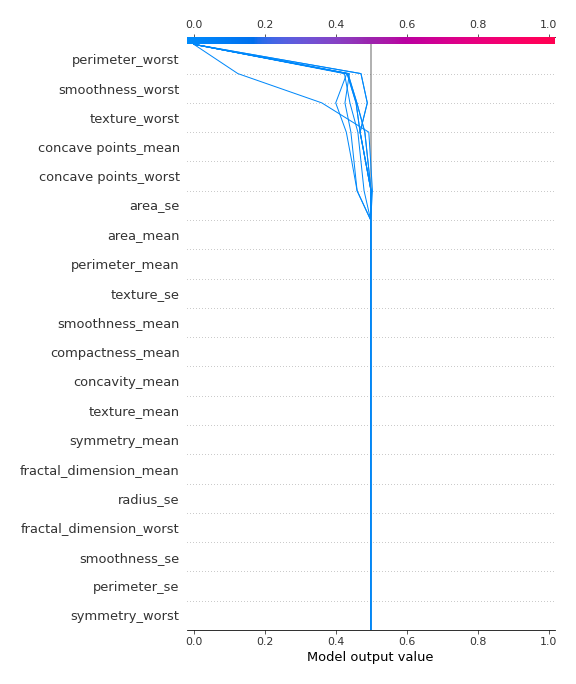 0.0 0.2 0.4 0.6 0.8 1.0
perimeter_worst
smoothness_worst
texture_worst
concave points_mean
concave points_worst
area_se
area_mean
perimeter_mean
texture_se
smoothness_mean
compactness_mean
concavity_mean
texture_mean
symmetry_mean
fractal_dimension_mean
radius_se
fractal_dimension_worst
smoothness_se
perimeter_se
symmetry_worst
0.0 0.2 0.4 0.6 0.8 1.0
Model output value